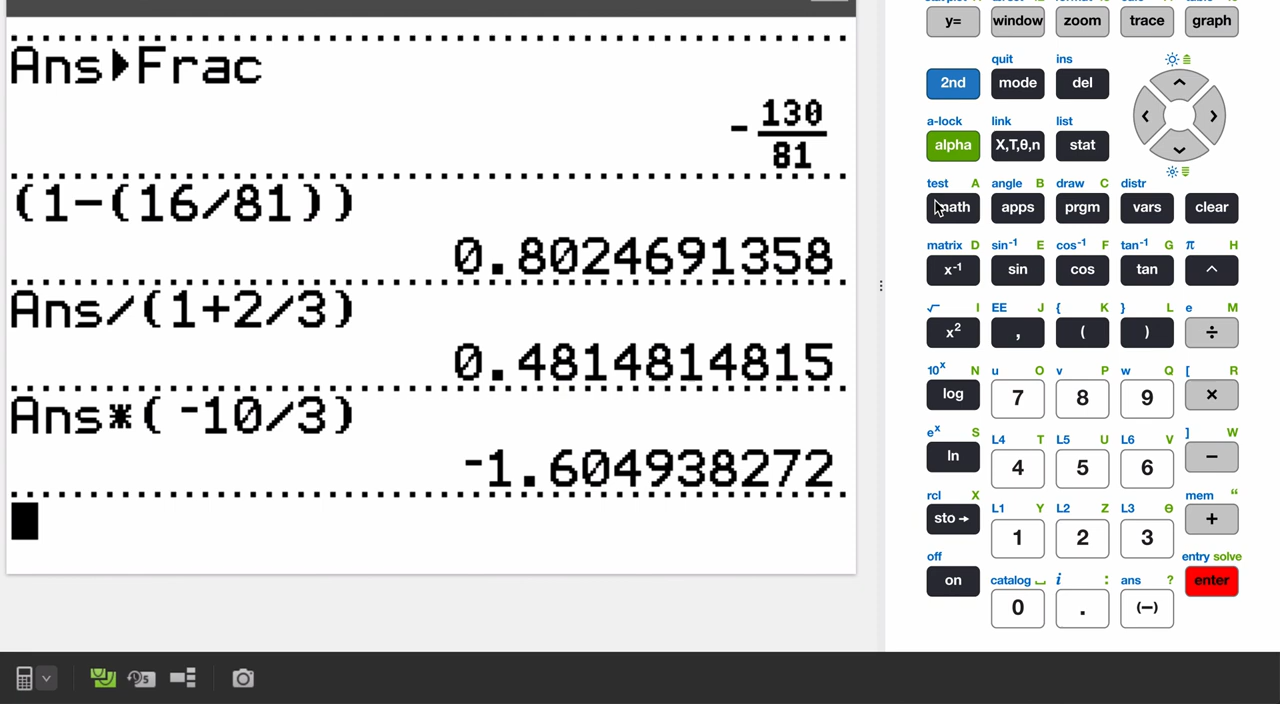 Ans▶Frac
-130/81
(1-(16/81))
0.8024691358
Ans/(1+2/3)
0.4814814815
Ans*(-10/3)
-1.604938272
y= window zoom trace graph
quit ins
2nd mode del
a-lock link list
alpha X,T,θ,n stat
test A angle B draw C distr
math apps prgm vars clear
matrix D sin⁻¹ E cos⁻¹ F tan⁻¹ G π H
x⁻¹ sin cos tan ^
√ I EE J { K } L e M
x² , ( ) ÷
10ˣ N u O v P w Q [ R
log 7 8 9 ×
eˣ S L4 T L5 U L6 V ] W
ln 4 5 6 −
rcl X L1 Y L2 Z L3 θ mem “
sto→ 1 2 3 +
off catalog ⎵ i : ans ? entry solve
on 0 . (−) enter
5